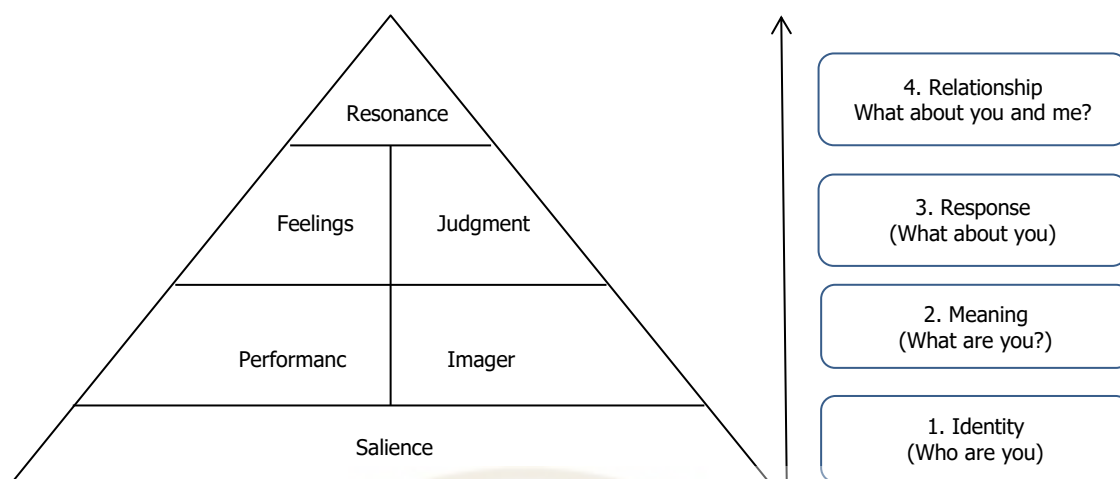 Resonance
Feelings
Judgment
Performanc
Imager
Salience
4. Relationship
What about you and me?
3. Response
(What about you)
2. Meaning
(What are you?)
1. Identity
(Who are you)